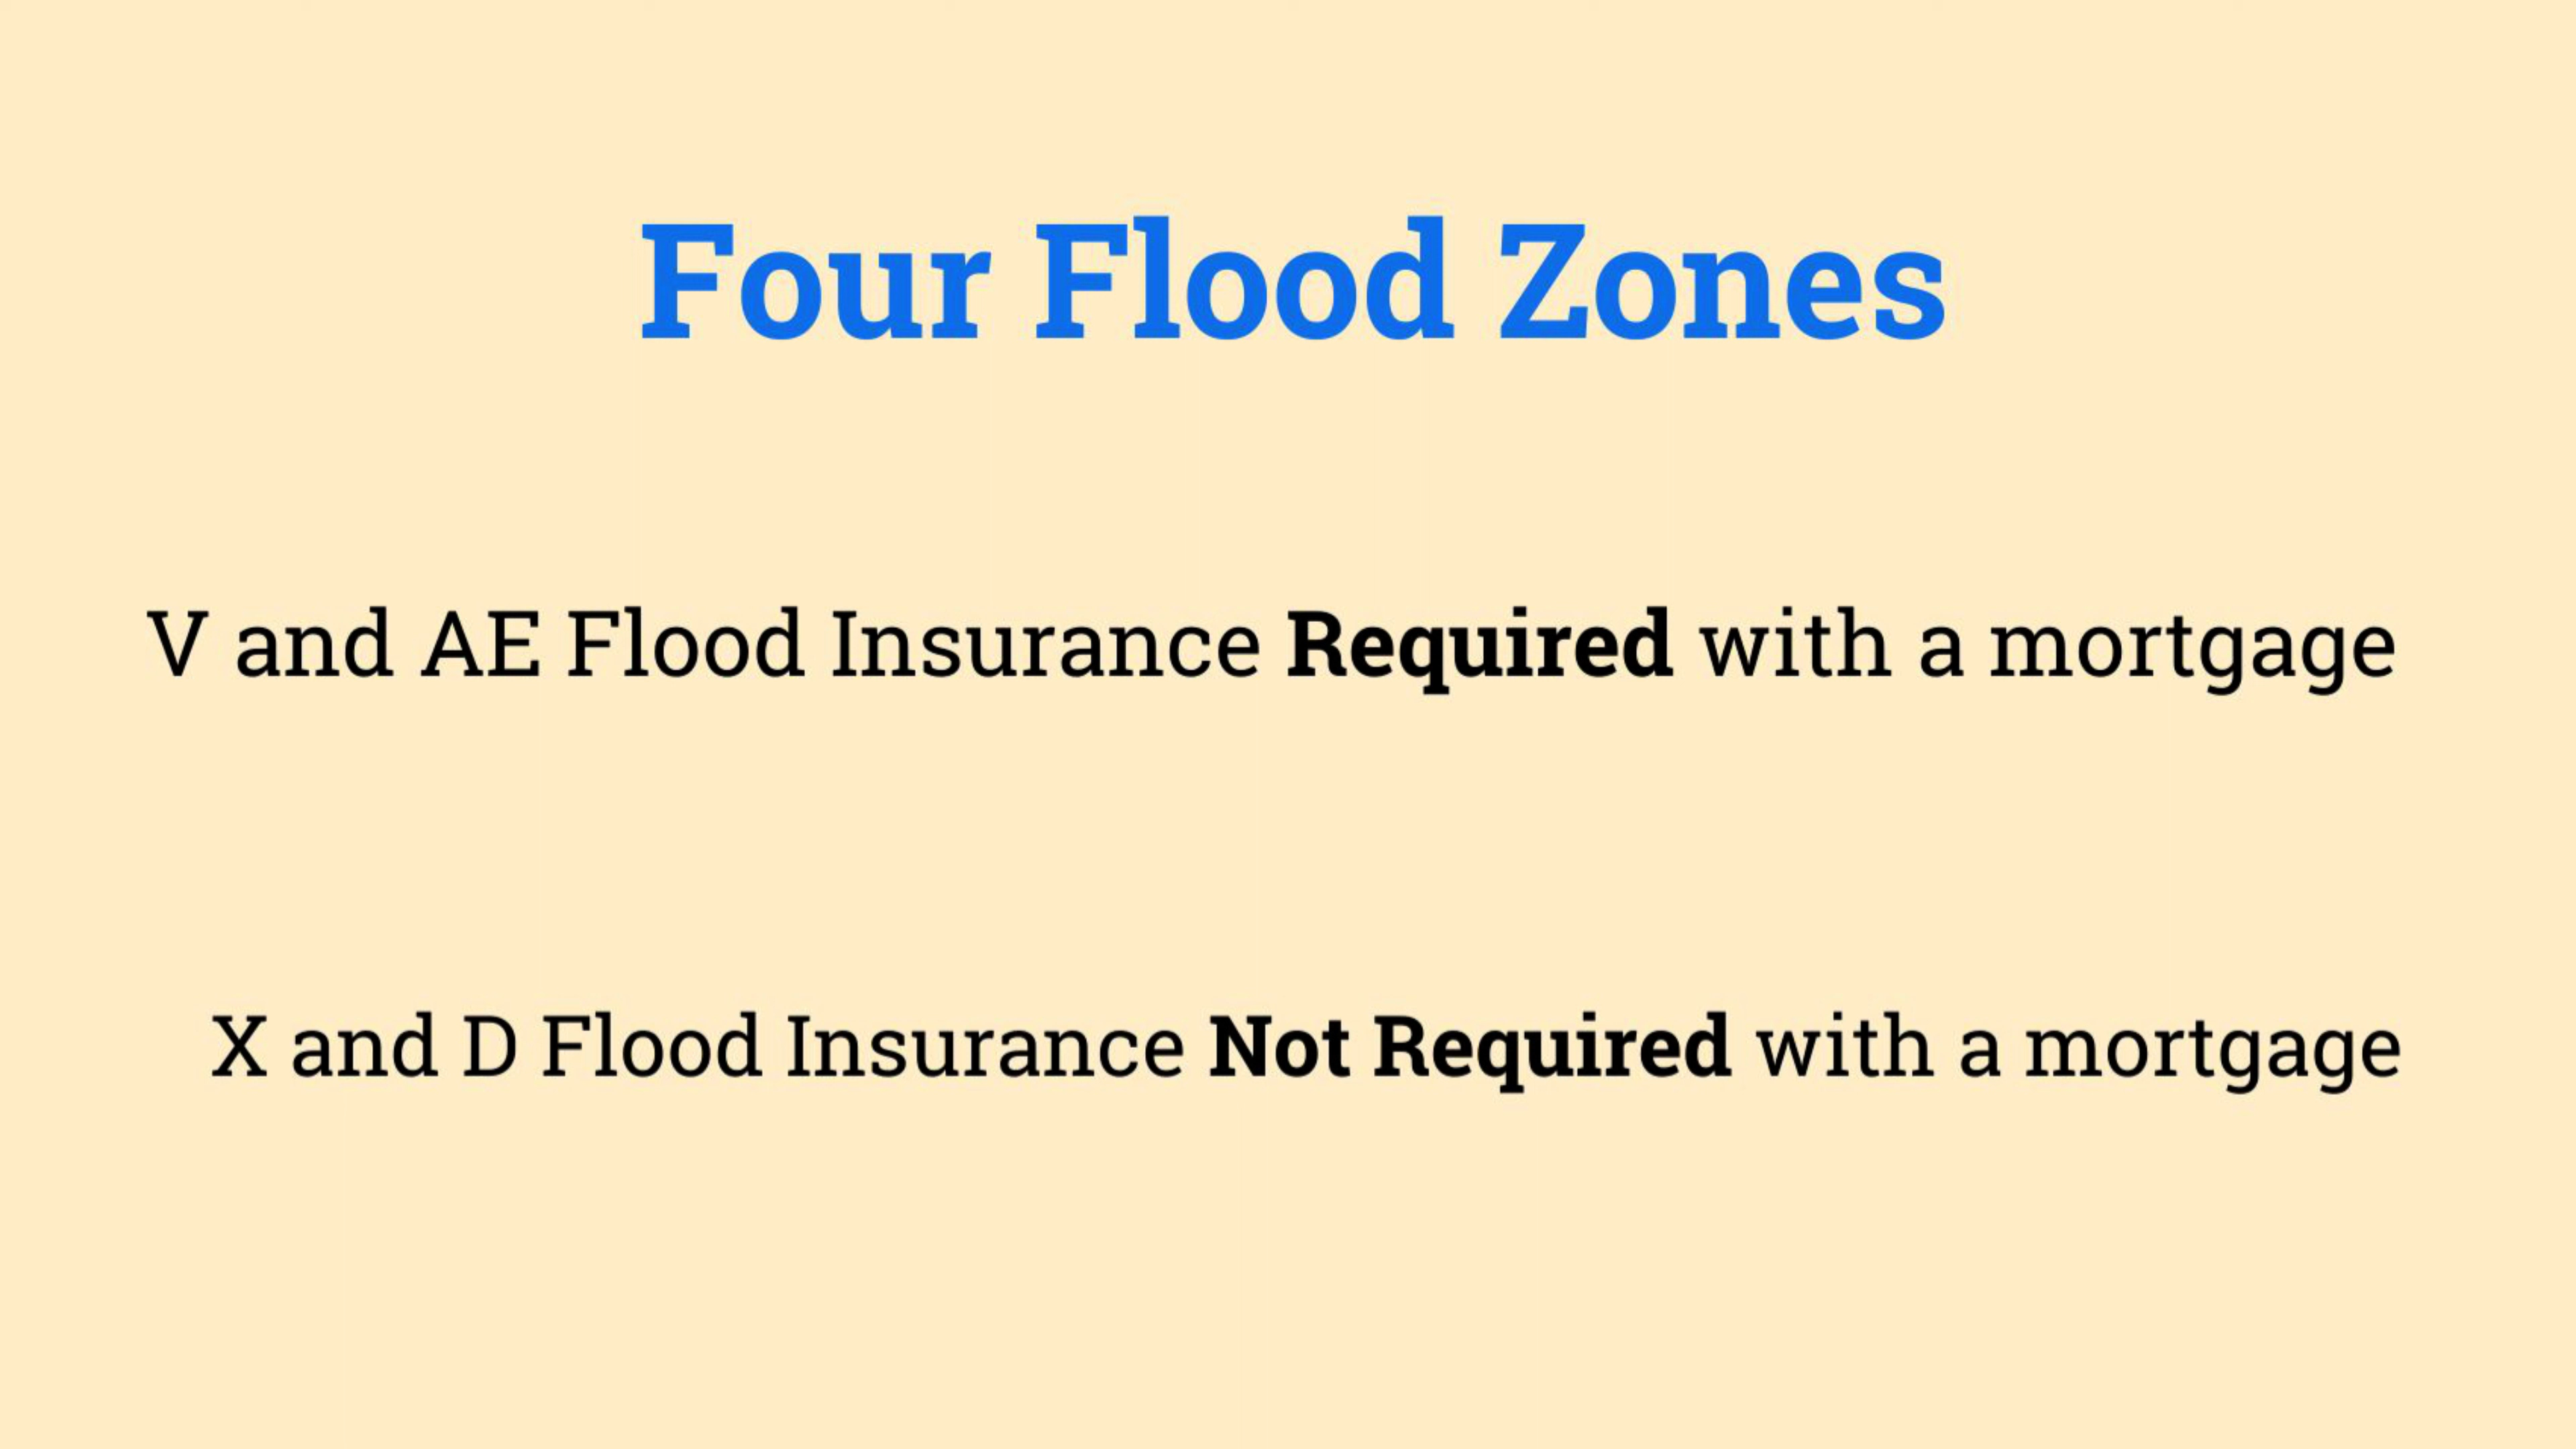 Four Flood Zones
V and AE Flood Insurance Required with a mortgage
X and D Flood Insurance Not Required with a mortgage